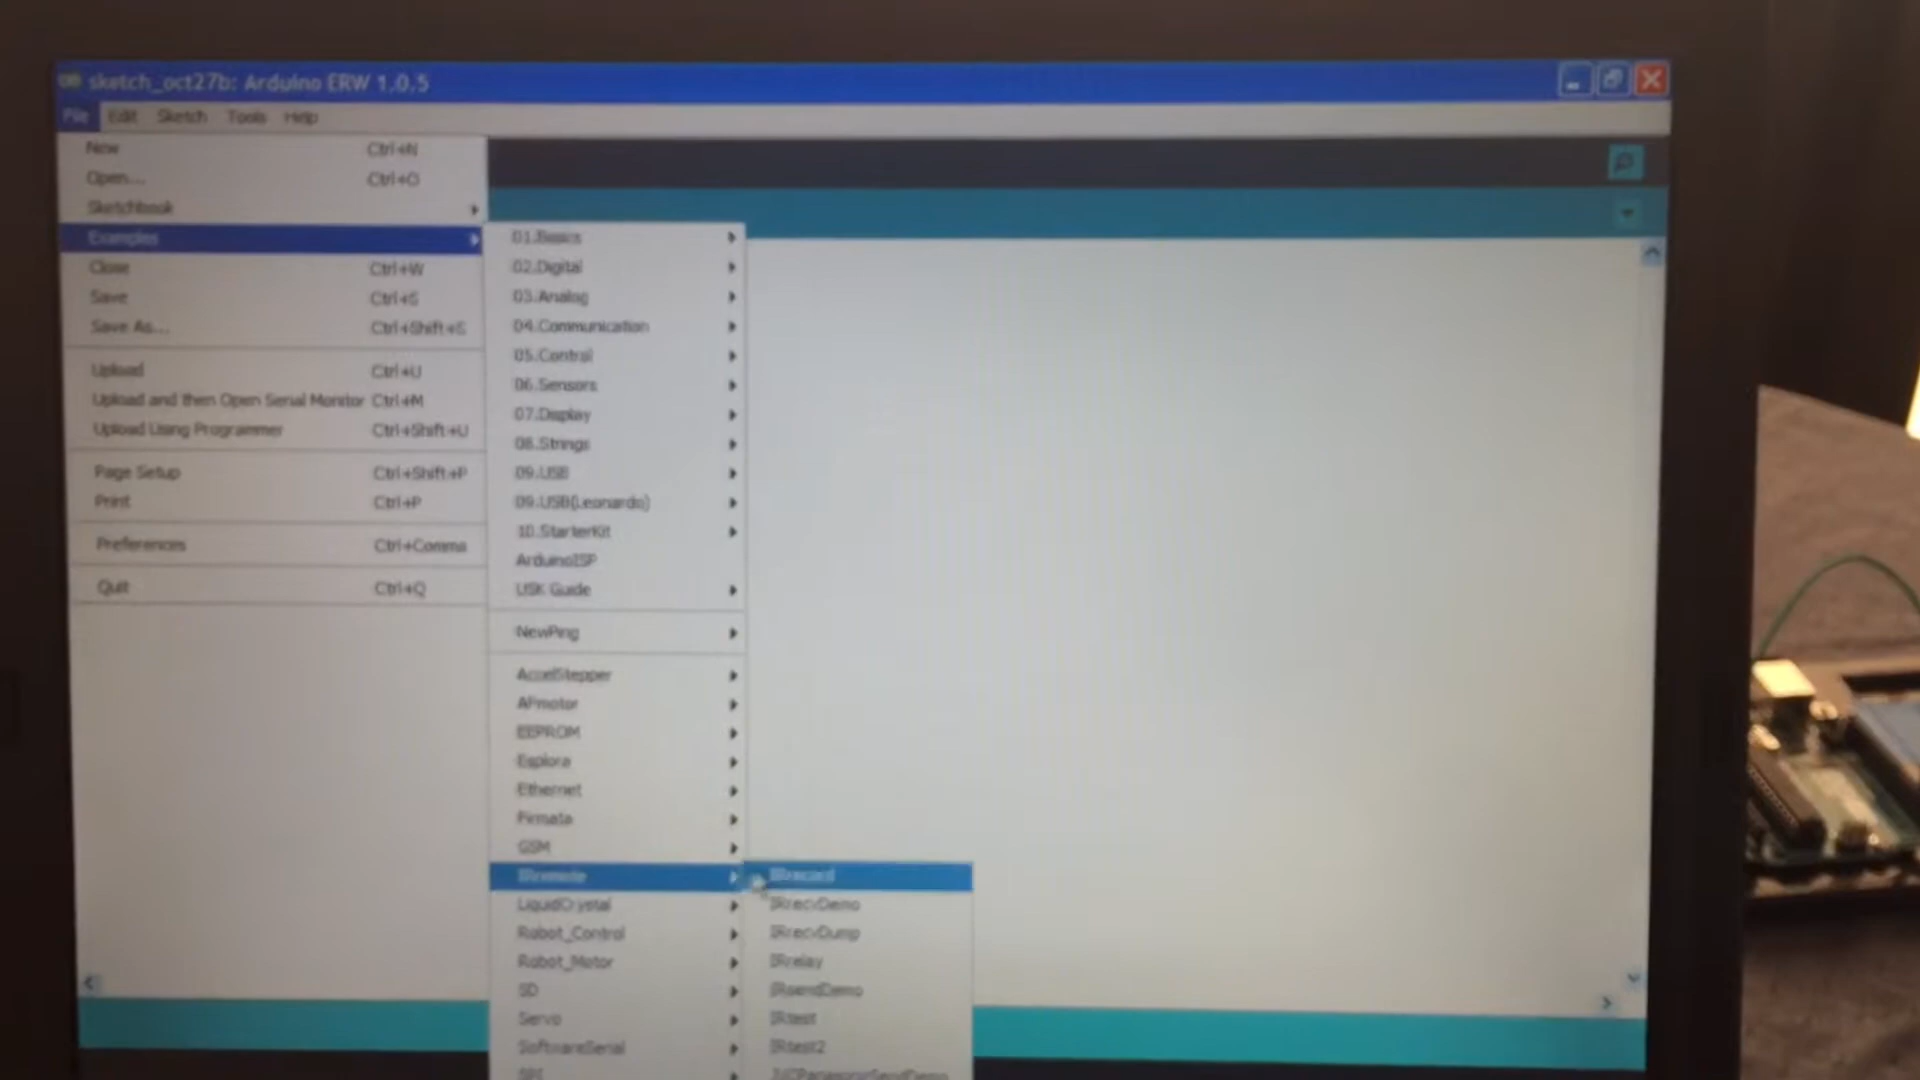 sketch_oct27b: Arduino ERW 1.0.5
File Edit Sketch Tools Help
New Ctrl+N
Open... Ctrl+O
Sketchbook
Examples
Close Ctrl+W
Save Ctrl+S
Save As... Ctrl+Shift+S
Upload Ctrl+U
Upload and then Open Serial Monitor Ctrl+M
Upload Using Programmer Ctrl+Shift+U
Page Setup Ctrl+Shift+P
Print Ctrl+P
Preferences Ctrl+Comma
Quit Ctrl+Q
01.Basics
02.Digital
03.Analog
04.Communication
05.Control
06.Sensors
07.Display
08.Strings
09.USB
09.USB(Leonardo)
10.StarterKit
ArduinoISP
USK Guide
NewPing
AccelStepper
AFmotor
EEPROM
Esplora
Ethernet
Firmata
GSM
IRremote
LiquidCrystal
Robot_Control
Robot_Motor
SD
Servo
SoftwareSerial
SPI
IRrecord
IRrecvDemo
IRrecvDump
IRrelay
IRsendDemo
IRtest
IRtest2
JVCPanasonicSendDemo